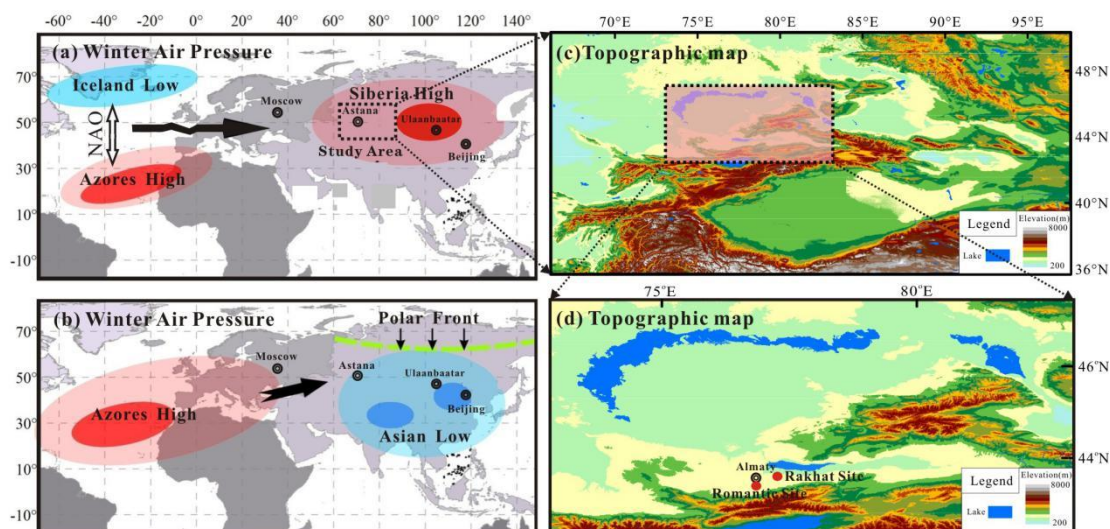 -60 -40 -20 0 20 40 60 80 100 120 140°
(a) Winter Air Pressure
70°
50°
30°
10°
-10°
Iceland Low
NAO
Azores High
Moscow
Siberia High
Astana
Ulaanbaatar
Study Area
Beijing
70°E 75°E 80°E 85°E 90°E 95°E
(c)Topographic map
48°N
44°N
40°N
36°N
Legend
Lake
Elevation(m)
8000
200
(b) Winter Air Pressure
70°
50°
30°
10°
-10°
Polar Front
Moscow
Astana
Ulaanbaatar
Beijing
Azores High
Asian Low
75°E 80°E
(d) Topographic map
46°N
44°N
Almaty
Rakhat Site
Romantic Site
Legend
Lake
Elevation(m)
8000
200